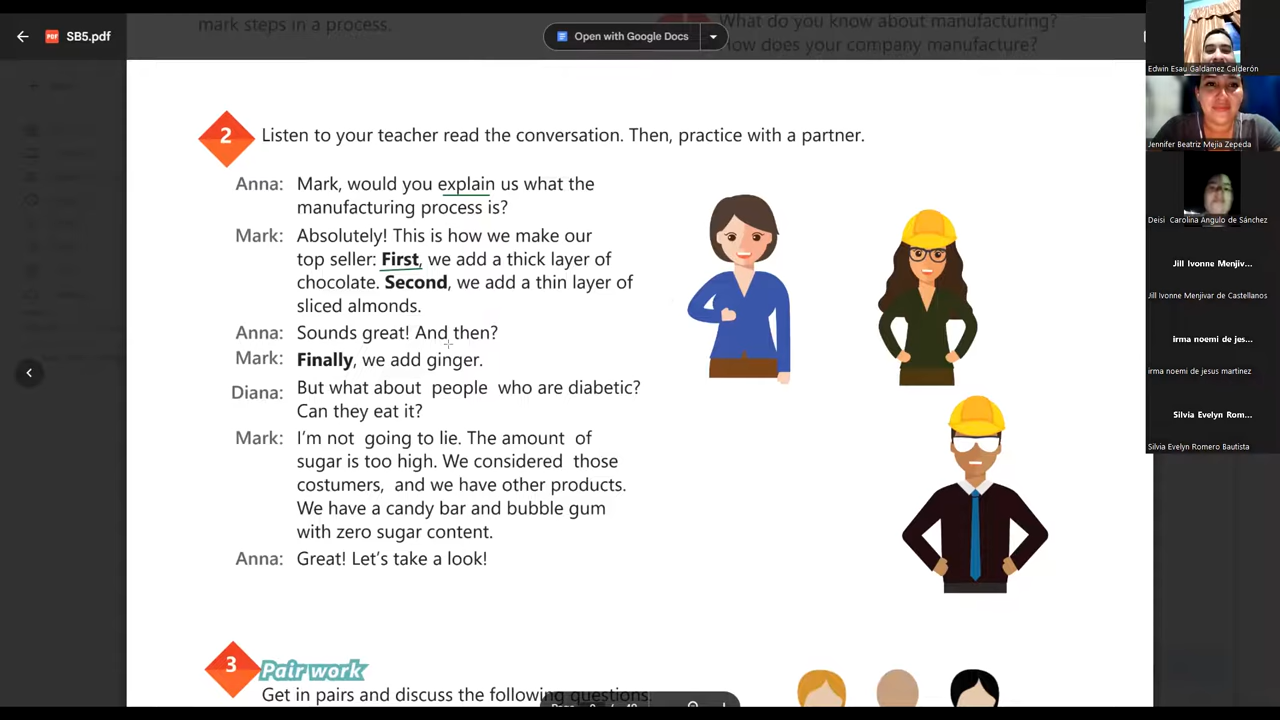 mark steps in a process.
What do you know about manufacturing?
How does your company manufacture?
SB5.pdf
Open with Google Docs
2
Listen to your teacher read the conversation. Then, practice with a partner.
Anna: Mark, would you explain us what the
manufacturing process is?
Mark: Absolutely! This is how we make our
top seller: First, we add a thick layer of
chocolate. Second, we add a thin layer of
sliced almonds.
Anna: Sounds great! And then?
Mark: Finally, we add ginger.
Diana: But what about people who are diabetic?
Can they eat it?
Mark: I'm not going to lie. The amount of
sugar is too high. We considered those
costumers, and we have other products.
We have a candy bar and bubble gum
with zero sugar content.
Anna: Great! Let's take a look!
3
Pair work
Get in pairs and discuss the following questions.
Page
Edwin Esau Galdamez Calderón
Jennifer Beatriz Mejia Zepeda
Deisi Carolina Angulo de Sánchez
Jill Ivonne Menjiv...
Jill Ivonne Menjivar de Castellanos
irma noemi de jes...
irma noemi de jesus martinez
Silvia Evelyn Rom...
Silvia Evelyn Romero Bautista